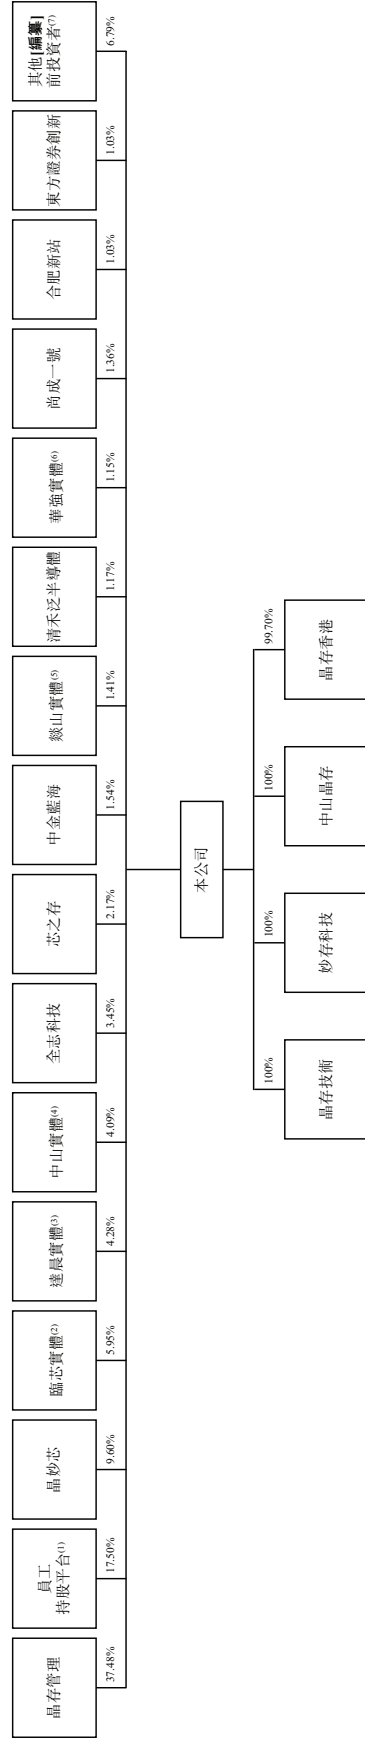 晶存管理
37.48%
員工
持股平台(1)
17.50%
晶妙芯
9.60%
臨芯實體(2)
5.95%
達晨實體(3)
4.28%
中山實體(4)
4.09%
全志科技
3.45%
芯之存
2.17%
中金藍海
1.54%
燚山實體(5)
1.41%
清禾泛半導體
1.17%
華強實體(6)
1.15%
尚成一號
1.36%
合肥新站
1.03%
東方證券創新
1.03%
其他[編纂]
前投資者(7)
6.79%
本公司
100%
晶存技術
100%
妙存科技
100%
中山晶存
99.70%
晶存香港